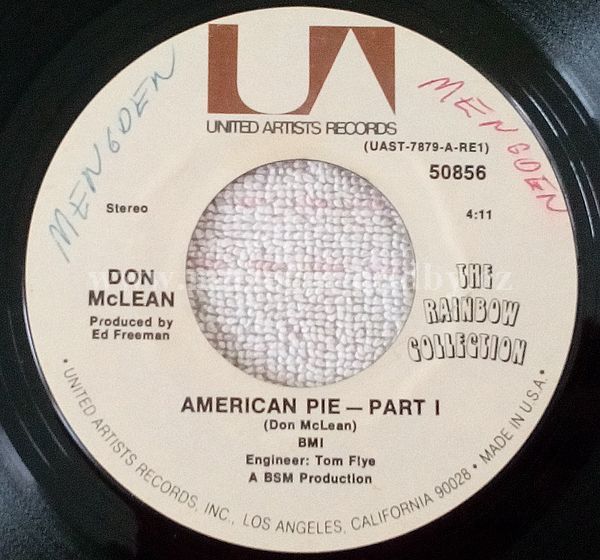 UA
UNITED ARTISTS RECORDS
(UAST-7879-A-RE1)
50856
MENGDEN
MENGDEN
Stereo
4:11
DON
McLEAN
Produced by
Ed Freeman
THE
RAINBOW
COLLECTION
AMERICAN PIE — PART I
(Don McLean)
BMI
Engineer: Tom Flye
A BSM Production
• UNITED ARTISTS RECORDS, INC., LOS ANGELES, CALIFORNIA 90028 • MADE IN U.S.A. •